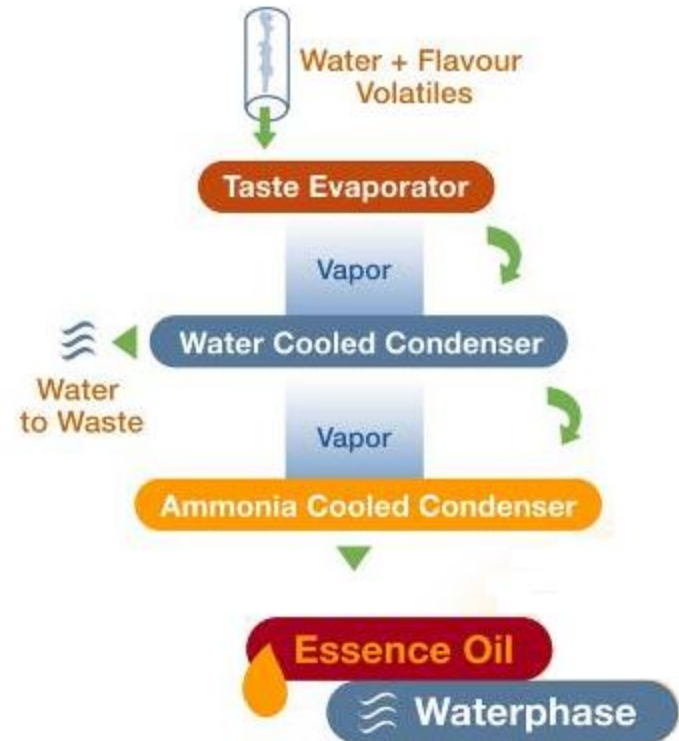 Water + Flavour
Volatiles
Taste Evaporator
Vapor
Water Cooled Condenser
Water
to Waste
Vapor
Ammonia Cooled Condenser
Essence Oil
Waterphase